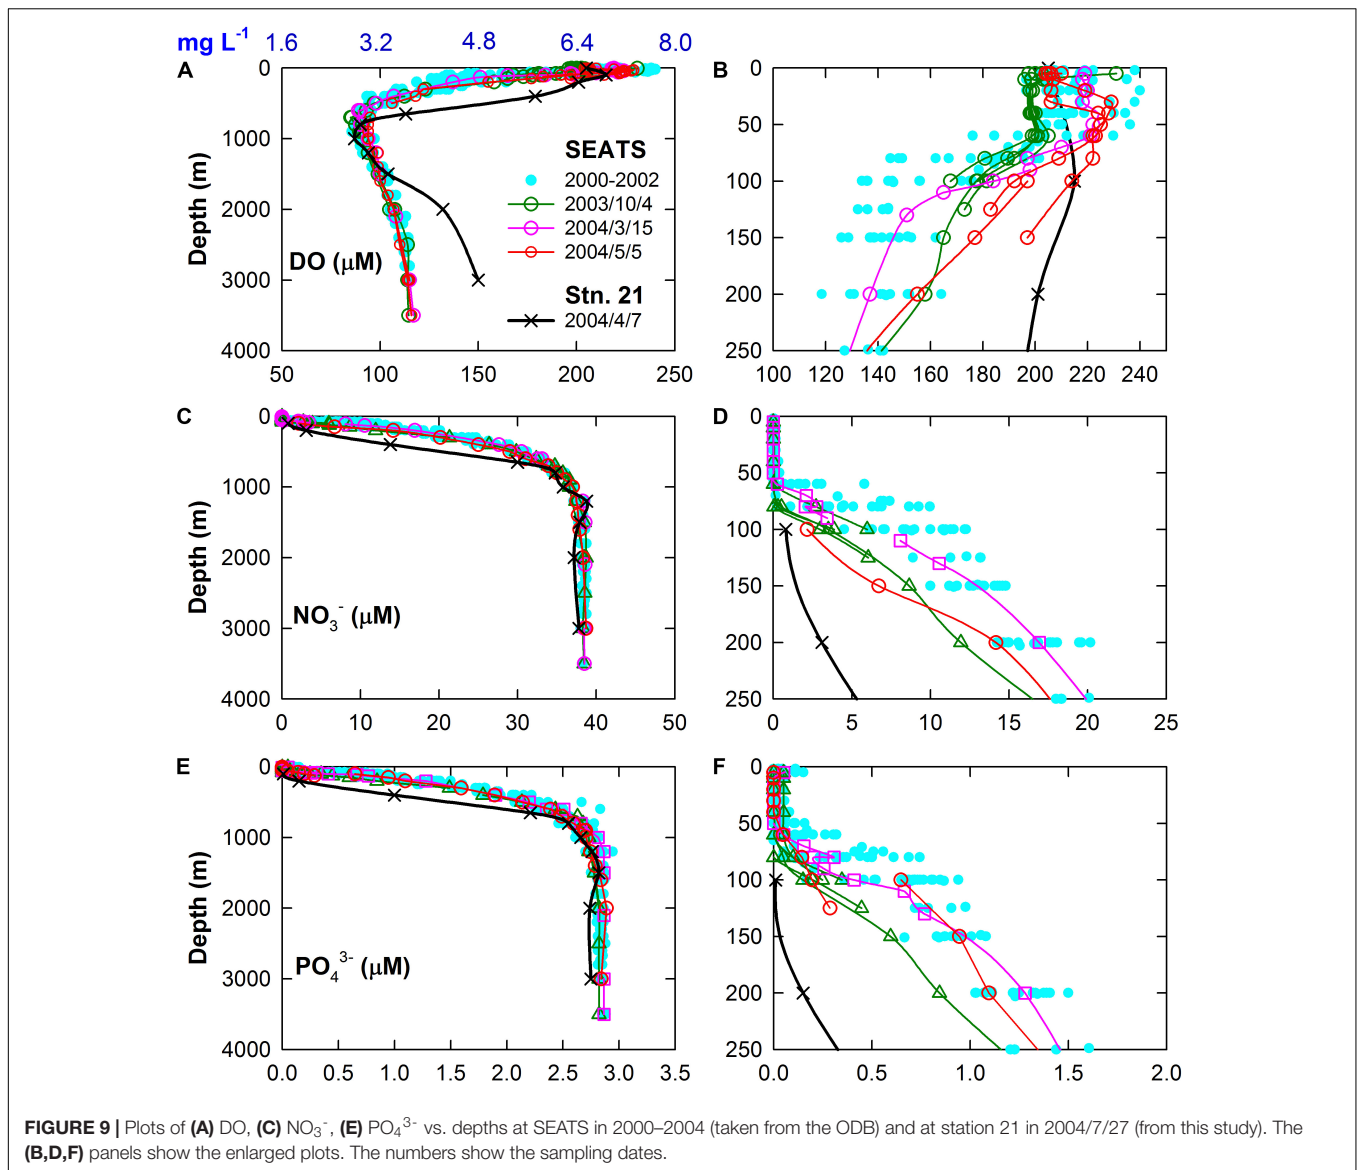 mg L-1 1.6 3.2 4.8 6.4 8.0
A
B
0 1000 2000 3000 4000
Depth (m)
DO (μM)
SEATS
2000-2002
2003/10/4
2004/3/15
2004/5/5
Stn. 21
2004/4/7
50 100 150 200 250
0 50 100 150 200 250
100 120 140 160 180 200 220 240
C
D
0 1000 2000 3000 4000
Depth (m)
NO3- (μM)
0 10 20 30 40 50
0 50 100 150 200 250
0 5 10 15 20 25
E
F
0 1000 2000 3000 4000
Depth (m)
PO43- (μM)
0.0 0.5 1.0 1.5 2.0 2.5 3.0 3.5
0 50 100 150 200 250
0.0 0.5 1.0 1.5 2.0
FIGURE 9 | Plots of (A) DO, (C) NO3-, (E) PO43- vs. depths at SEATS in 2000–2004 (taken from the ODB) and at station 21 in 2004/7/27 (from this study). The
(B,D,F) panels show the enlarged plots. The numbers show the sampling dates.